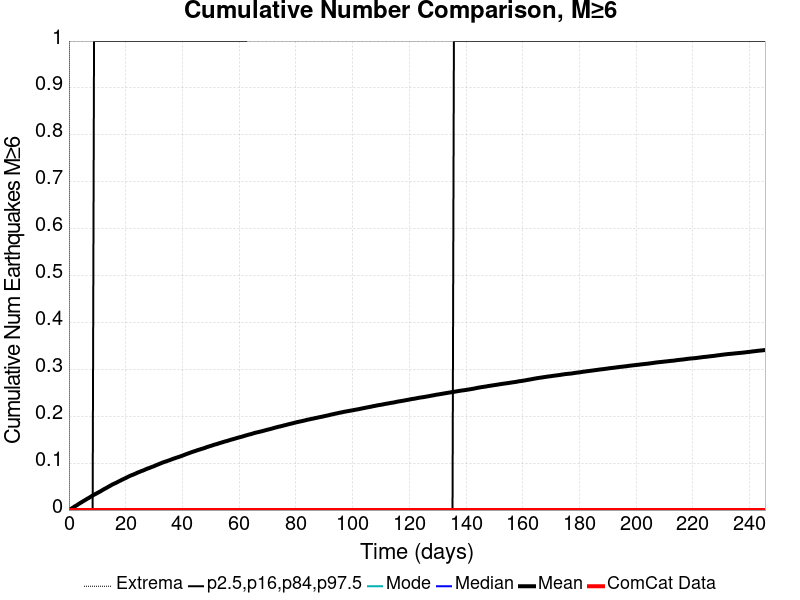 Cumulative Number Comparison, M≥6
Cumulative Num Earthquakes M≥6
1
0.9
0.8
0.7
0.6
0.5
0.4
0.3
0.2
0.1
0
0 20 40 60 80 100 120 140 160 180 200 220 240
Time (days)
Extrema p2.5,p16,p84,p97.5 Mode Median Mean ComCat Data